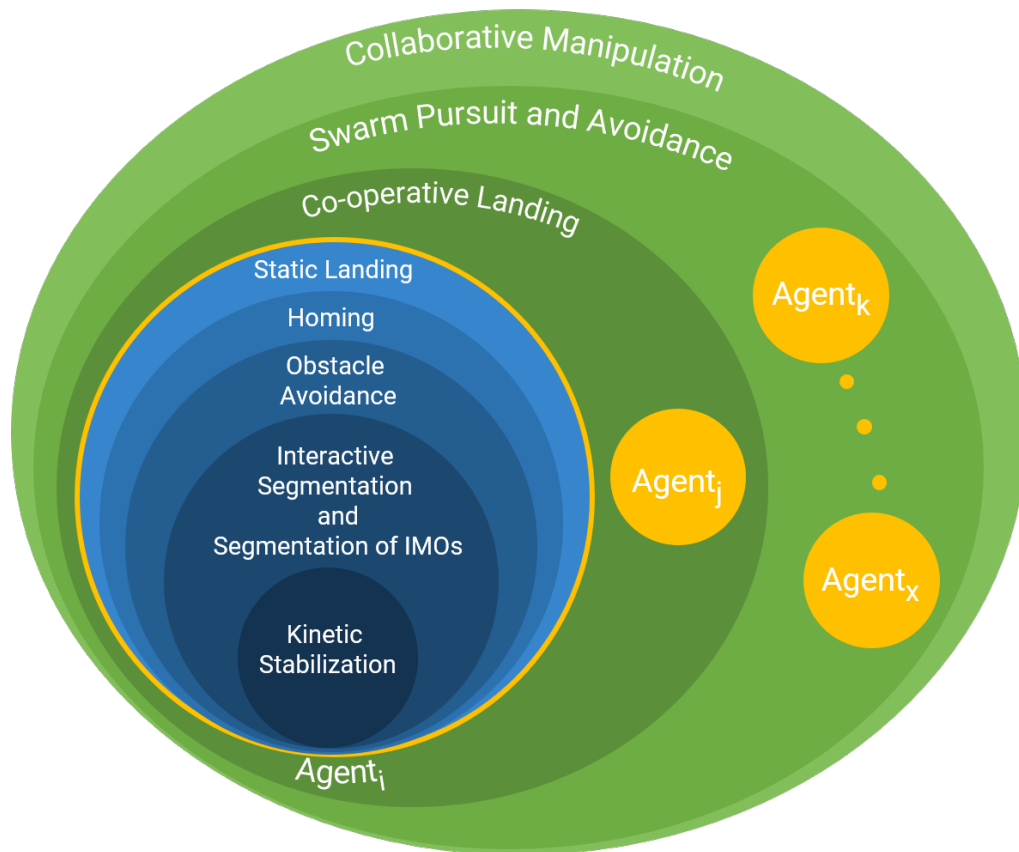 Collaborative Manipulation
Swarm Pursuit and Avoidance
Co-operative Landing
Static Landing
Homing
Obstacle
Avoidance
Interactive
Segmentation
and
Segmentation of IMOs
Kinetic
Stabilization
Agentᵢ
Agentⱼ
Agentₖ
Agentₓ